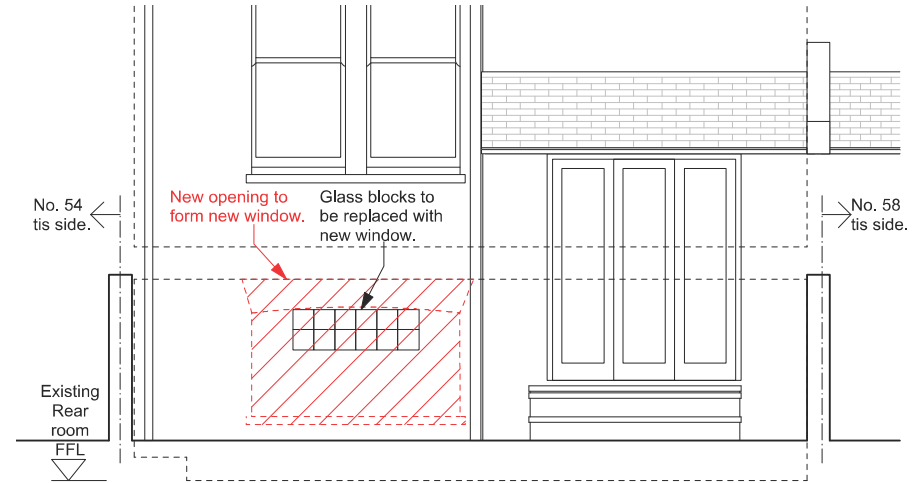 No. 54
tis side.
New opening to
form new window.
Glass blocks to
be replaced with
new window.
No. 58
tis side.
Existing
Rear
room
FFL